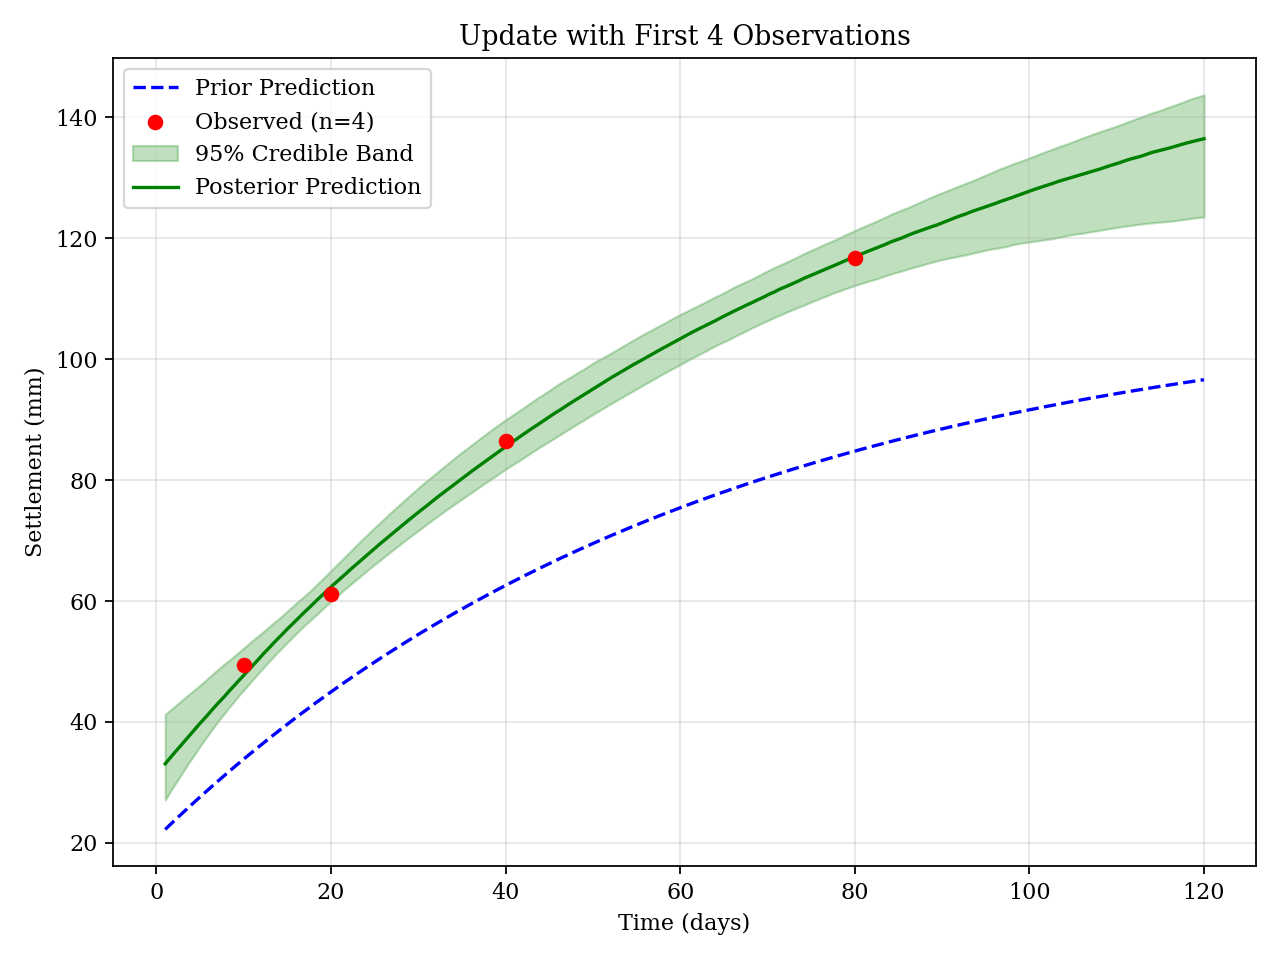 Update with First 4 Observations
Prior Prediction
Observed (n=4)
95% Credible Band
Posterior Prediction
140
120
100
80
60
40
20
Settlement (mm)
0 20 40 60 80 100 120
Time (days)